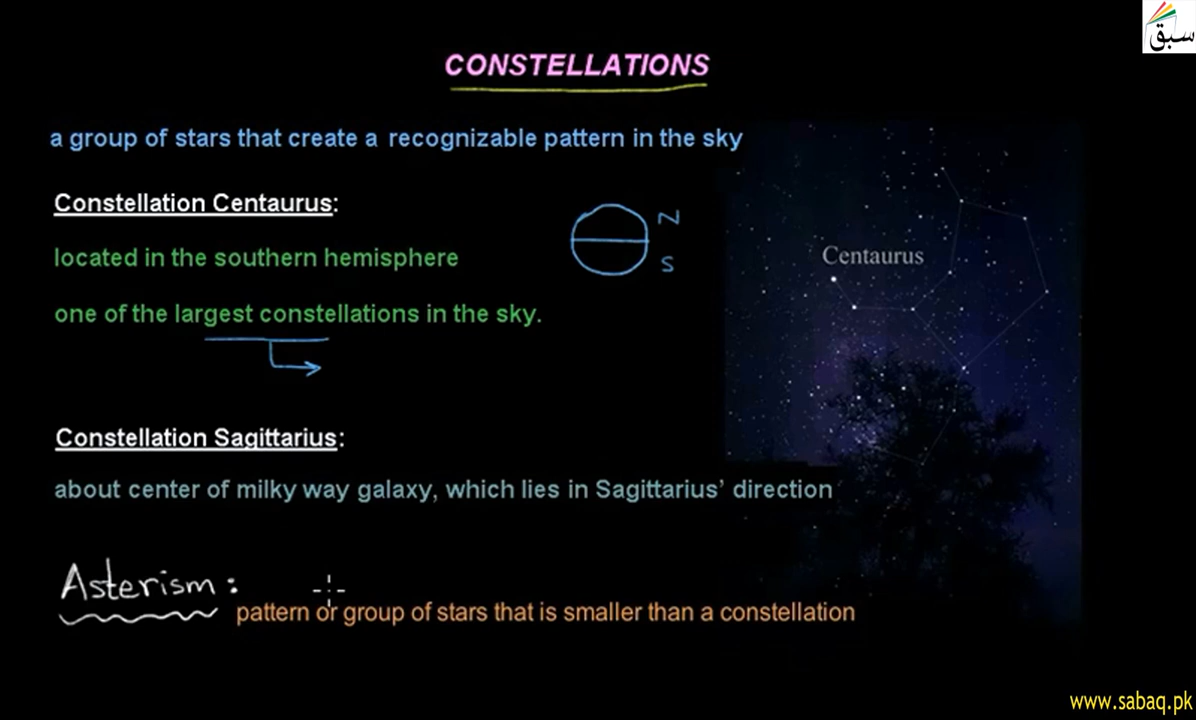 سبق
CONSTELLATIONS
a group of stars that create a recognizable pattern in the sky
Constellation Centaurus:
N
S
located in the southern hemisphere
Centaurus
one of the largest constellations in the sky.
Constellation Sagittarius:
about center of milky way galaxy, which lies in Sagittarius’ direction
Asterism:
pattern or group of stars that is smaller than a constellation
www.sabaq.pk